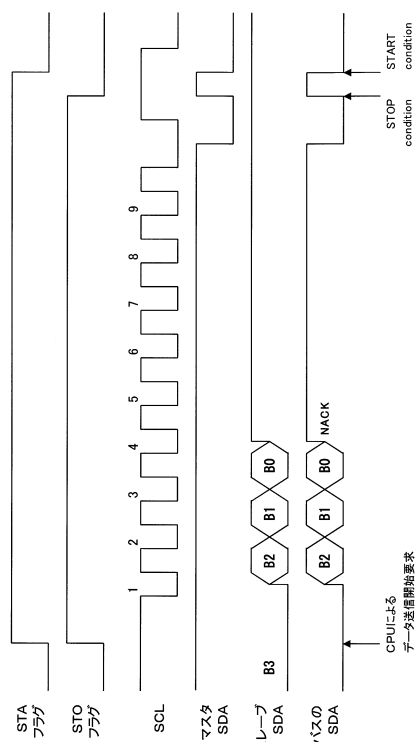 STA
フラグ
STO
フラグ
SCL
1
2
3
4
5
6
7
8
9
マスタ
SDA
レーブ
SDA
B3
B2
B1
B0
バスの
SDA
B2
B1
B0
NACK
CPUによる
データ送信開始要求
STOP
condition
START
condition